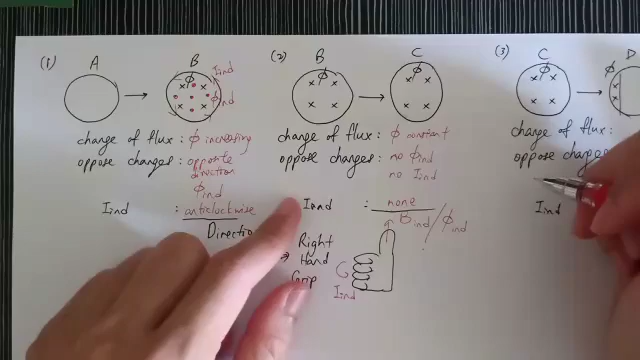 (1) A B Iind
φ
x x
φind
x x
change of flux : φ increasing
oppose changes : opposite
direction
φind
Iind : anticlockwise
Directio
(2) B C
φ φ
x x x x
x x x x
change of flux : φ constant
oppose changes : no φind
no Iind
Iind : none
Bind/φind
Right
→ Hand
Grip
Iind
(3) C D
φ φ
x x
x x
change of flux :
oppose changes
Iind